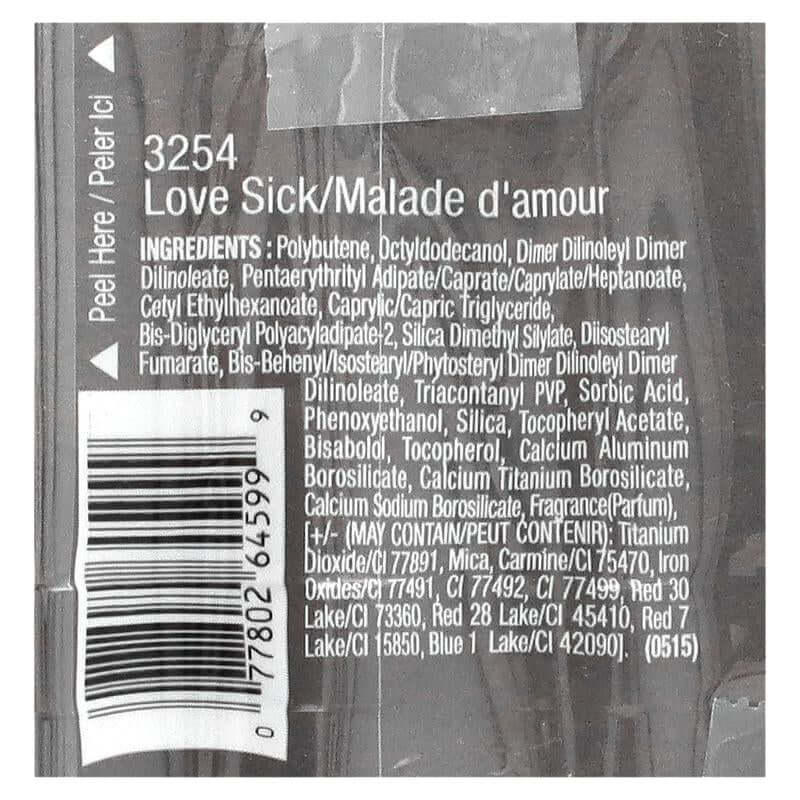 Peel Here / Peler Ici
3254
Love Sick/Malade d'amour
INGREDIENTS : Polybutene, Octyldodecanol, Dimer Dilinoleyl Dimer
Dilinoleate, Pentaerythrityl Adipate/Caprate/Caprylate/Heptanoate,
Cetyl Ethylhexanoate, Caprylic/Capric Triglyceride,
Bis-Diglyceryl Polyacyladipate-2, Silica Dimethyl Silylate, Diisostearyl
Fumarate, Bis-Behenyl/Isostearyl/Phytosteryl Dimer Dilinoleyl Dimer
Dilinoleate, Triacontanyl PVP, Sorbic Acid,
Phenoxyethanol, Silica, Tocopheryl Acetate,
Bisabolol, Tocopherol, Calcium Aluminum
Borosilicate, Calcium Titanium Borosilicate,
Calcium Sodium Borosilicate, Fragrance(Parfum),
[+/- (MAY CONTAIN/PEUT CONTENIR): Titanium
Dioxide/CI 77891, Mica, Carmine/CI 75470, Iron
Oxides/CI 77491, CI 77492, CI 77499, Red 30
Lake/CI 73360, Red 28 Lake/CI 45410, Red 7
Lake/CI 15850, Blue 1 Lake/CI 42090]. (0515)
0 77802 64599 9